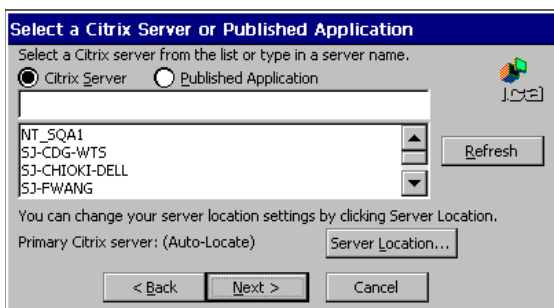 Select a Citrix Server or Published Application
Select a Citrix server from the list or type in a server name.
Citrix Server Published Application
ICA
NT_SQA1
SJ-CDG-WTS
SJ-CHIOKI-DELL
SJ-FWANG
Refresh
You can change your server location settings by clicking Server Location.
Primary Citrix server: (Auto-Locate) Server Location...
< Back Next > Cancel